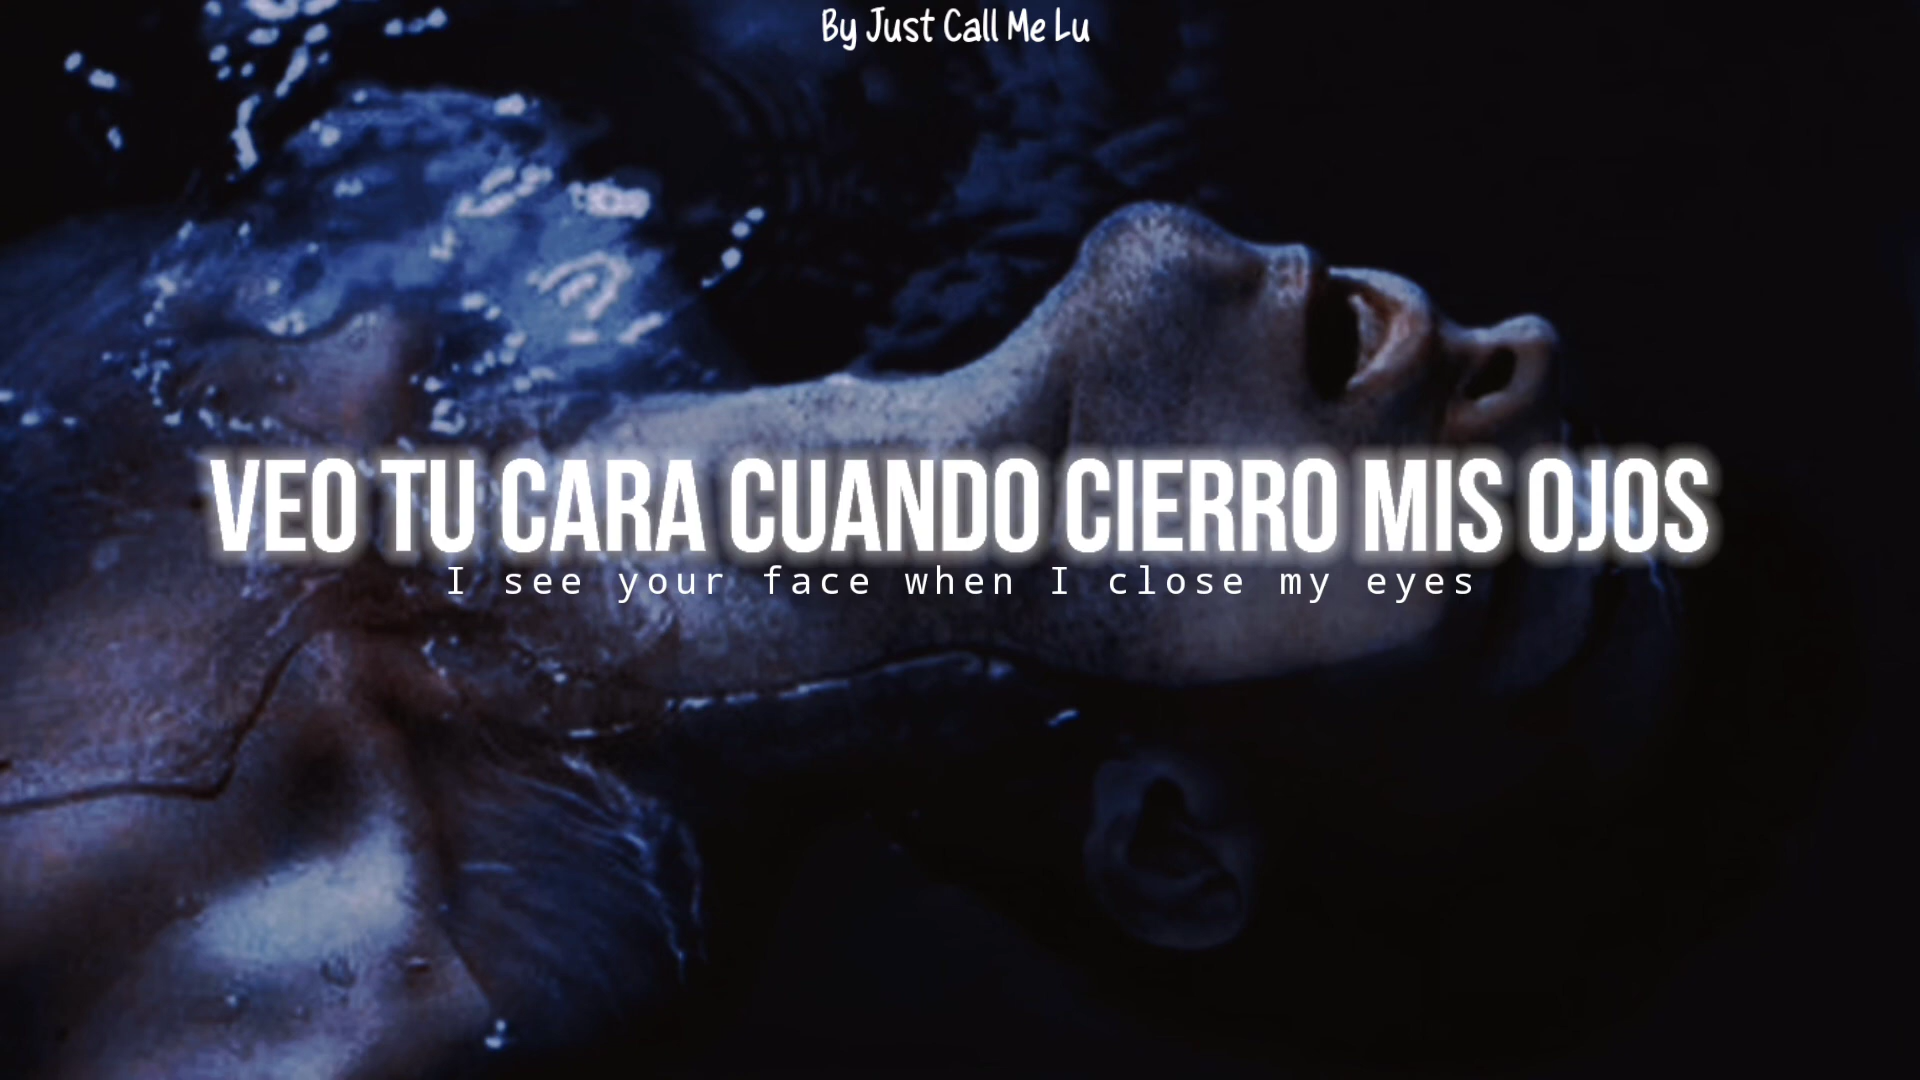 By Just Call Me Lu
VEO TU CARA CUANDO CIERRO MIS OJOS
I see your face when I close my eyes